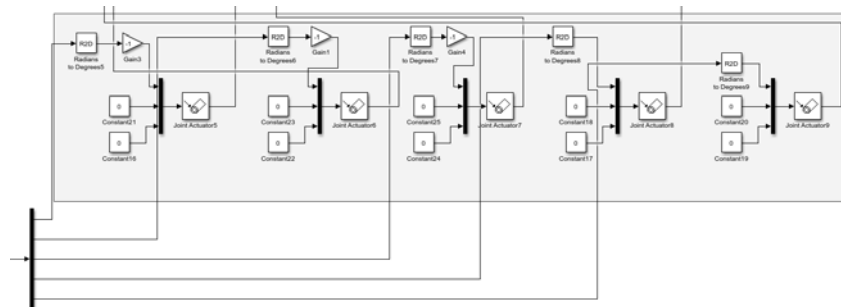 R2D
Radians
to Degrees5
-1
Gain3
0
Constant21
0
Constant16
Joint Actuator5
R2D
Radians
to Degrees6
-1
Gain1
0
Constant23
0
Constant22
Joint Actuator6
R2D
Radians
to Degrees7
-1
Gain4
0
Constant25
0
Constant24
Joint Actuator7
R2D
Radians
to Degrees8
0
Constant18
0
Constant17
Joint Actuator8
R2D
Radians
to Degrees9
0
Constant20
0
Constant19
Joint Actuator9